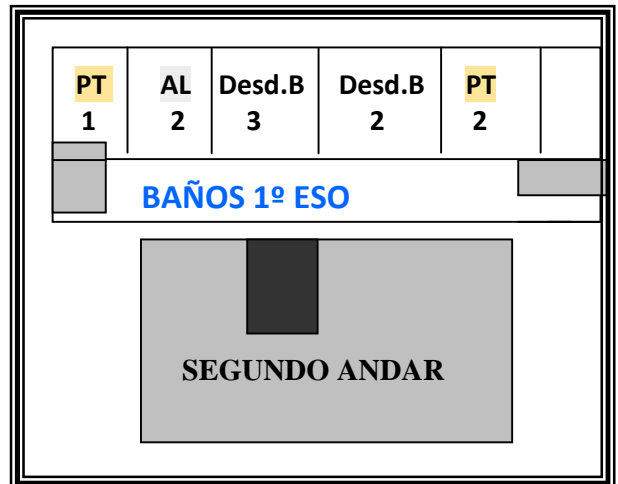 PT AL Desd.B Desd.B PT
1 2 3 2 2
BAÑOS 1º ESO
SEGUNDO ANDAR